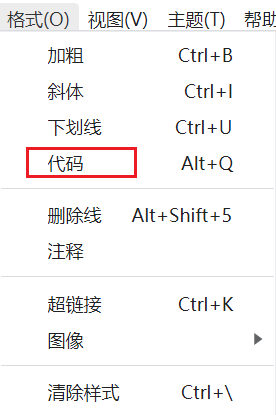 格式(O) 视图(V) 主题(T) 帮助
加粗 Ctrl+B
斜体 Ctrl+I
下划线 Ctrl+U
代码 Alt+Q
删除线 Alt+Shift+5
注释
超链接 Ctrl+K
图像
清除样式 Ctrl+\